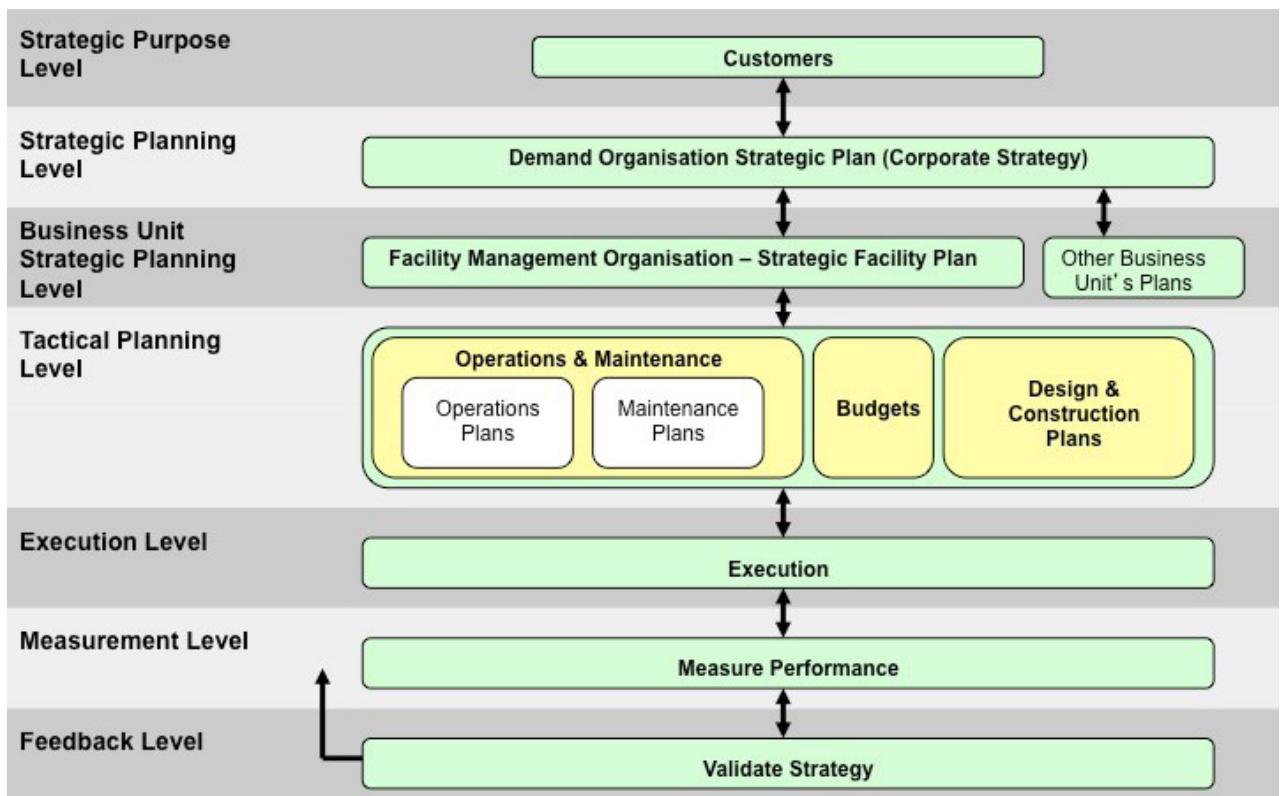 Strategic Purpose
Level
Customers
Strategic Planning
Level
Demand Organisation Strategic Plan (Corporate Strategy)
Business Unit
Strategic Planning
Level
Facility Management Organisation – Strategic Facility Plan
Other Business
Unit's Plans
Tactical Planning
Level
Operations & Maintenance
Operations
Plans
Maintenance
Plans
Budgets
Design &
Construction
Plans
Execution Level
Execution
Measurement Level
Measure Performance
Feedback Level
Validate Strategy